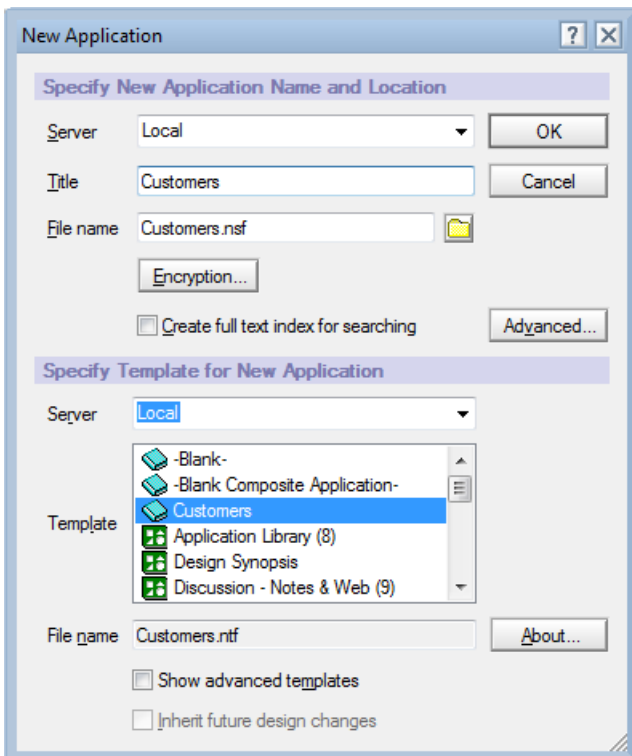 New Application
Specify New Application Name and Location
Server Local OK
Title Customers Cancel
File name Customers.nsf
Encryption...
Create full text index for searching Advanced...
Specify Template for New Application
Server Local
-Blank-
-Blank Composite Application-
Customers
Template Application Library (8)
Design Synopsis
Discussion - Notes & Web (9)
File name Customers.ntf About...
Show advanced templates
Inherit future design changes